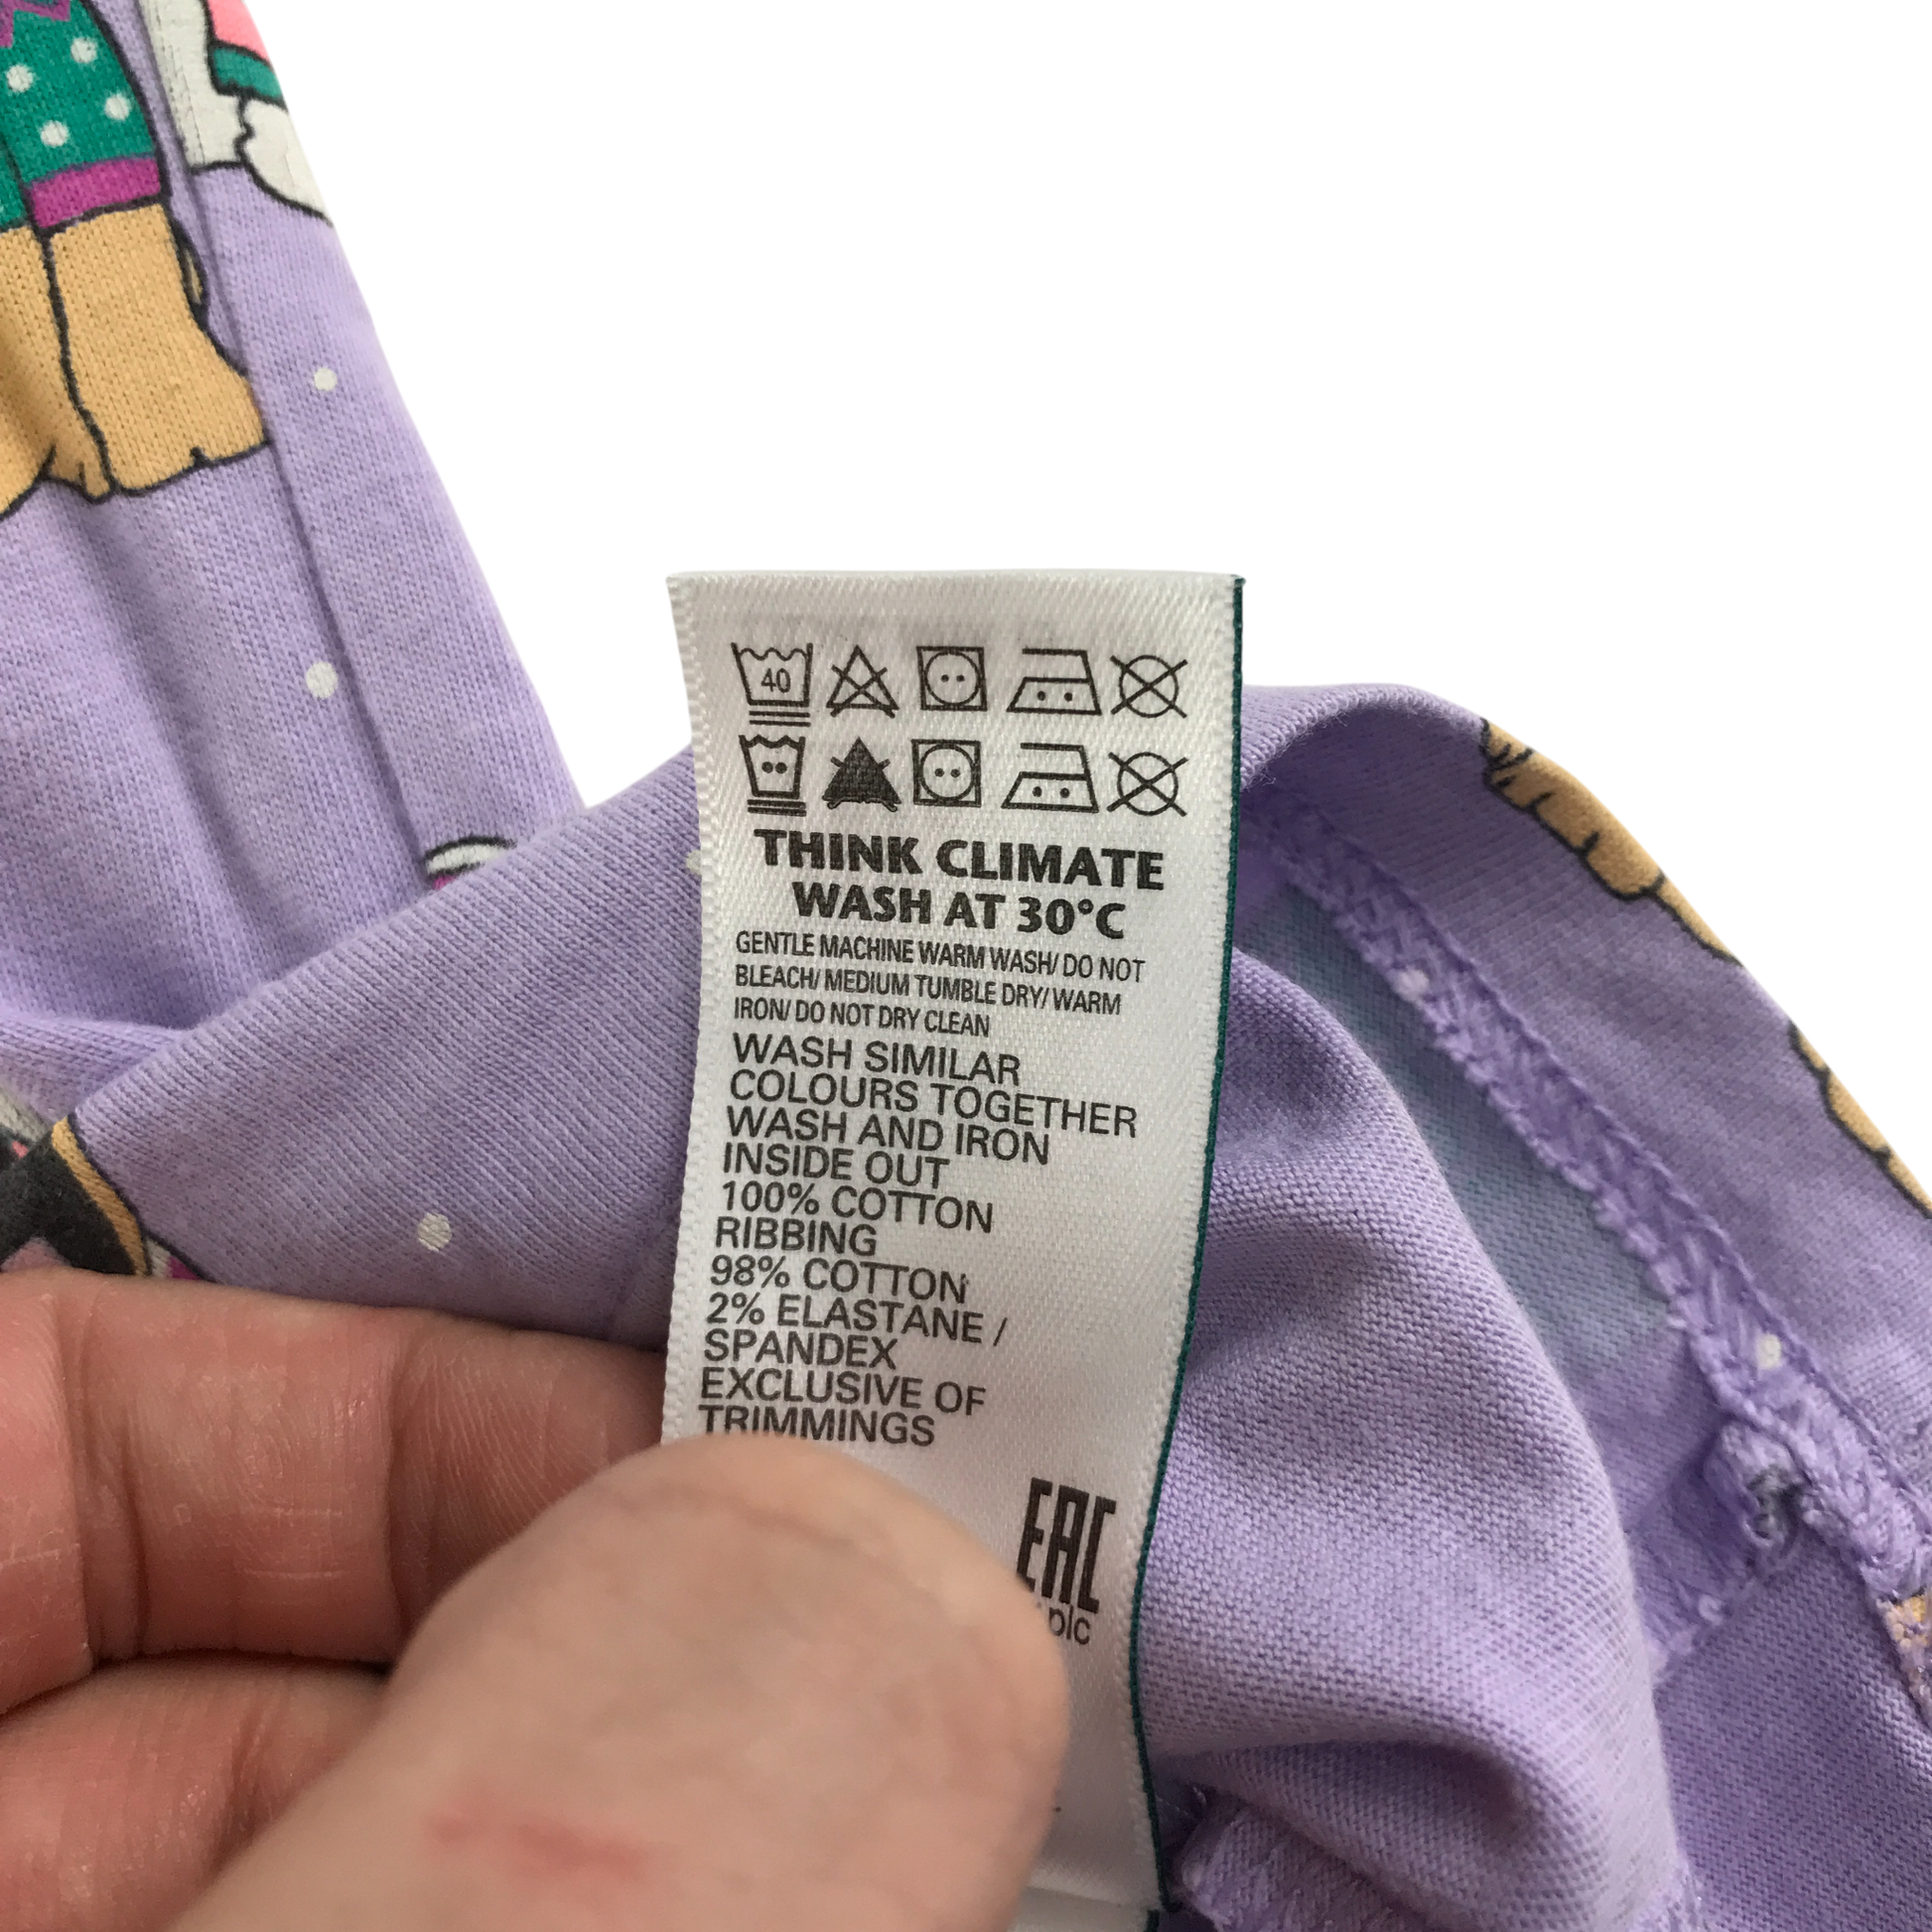 40
THINK CLIMATE
WASH AT 30°C
GENTLE MACHINE WARM WASH/ DO NOT
BLEACH/ MEDIUM TUMBLE DRY/ WARM
IRON/ DO NOT DRY CLEAN
WASH SIMILAR
COLOURS TOGETHER
WASH AND IRON
INSIDE OUT
100% COTTON
RIBBING
98% COTTON
2% ELASTANE /
SPANDEX
EXCLUSIVE OF
TRIMMINGS
EAC
plc